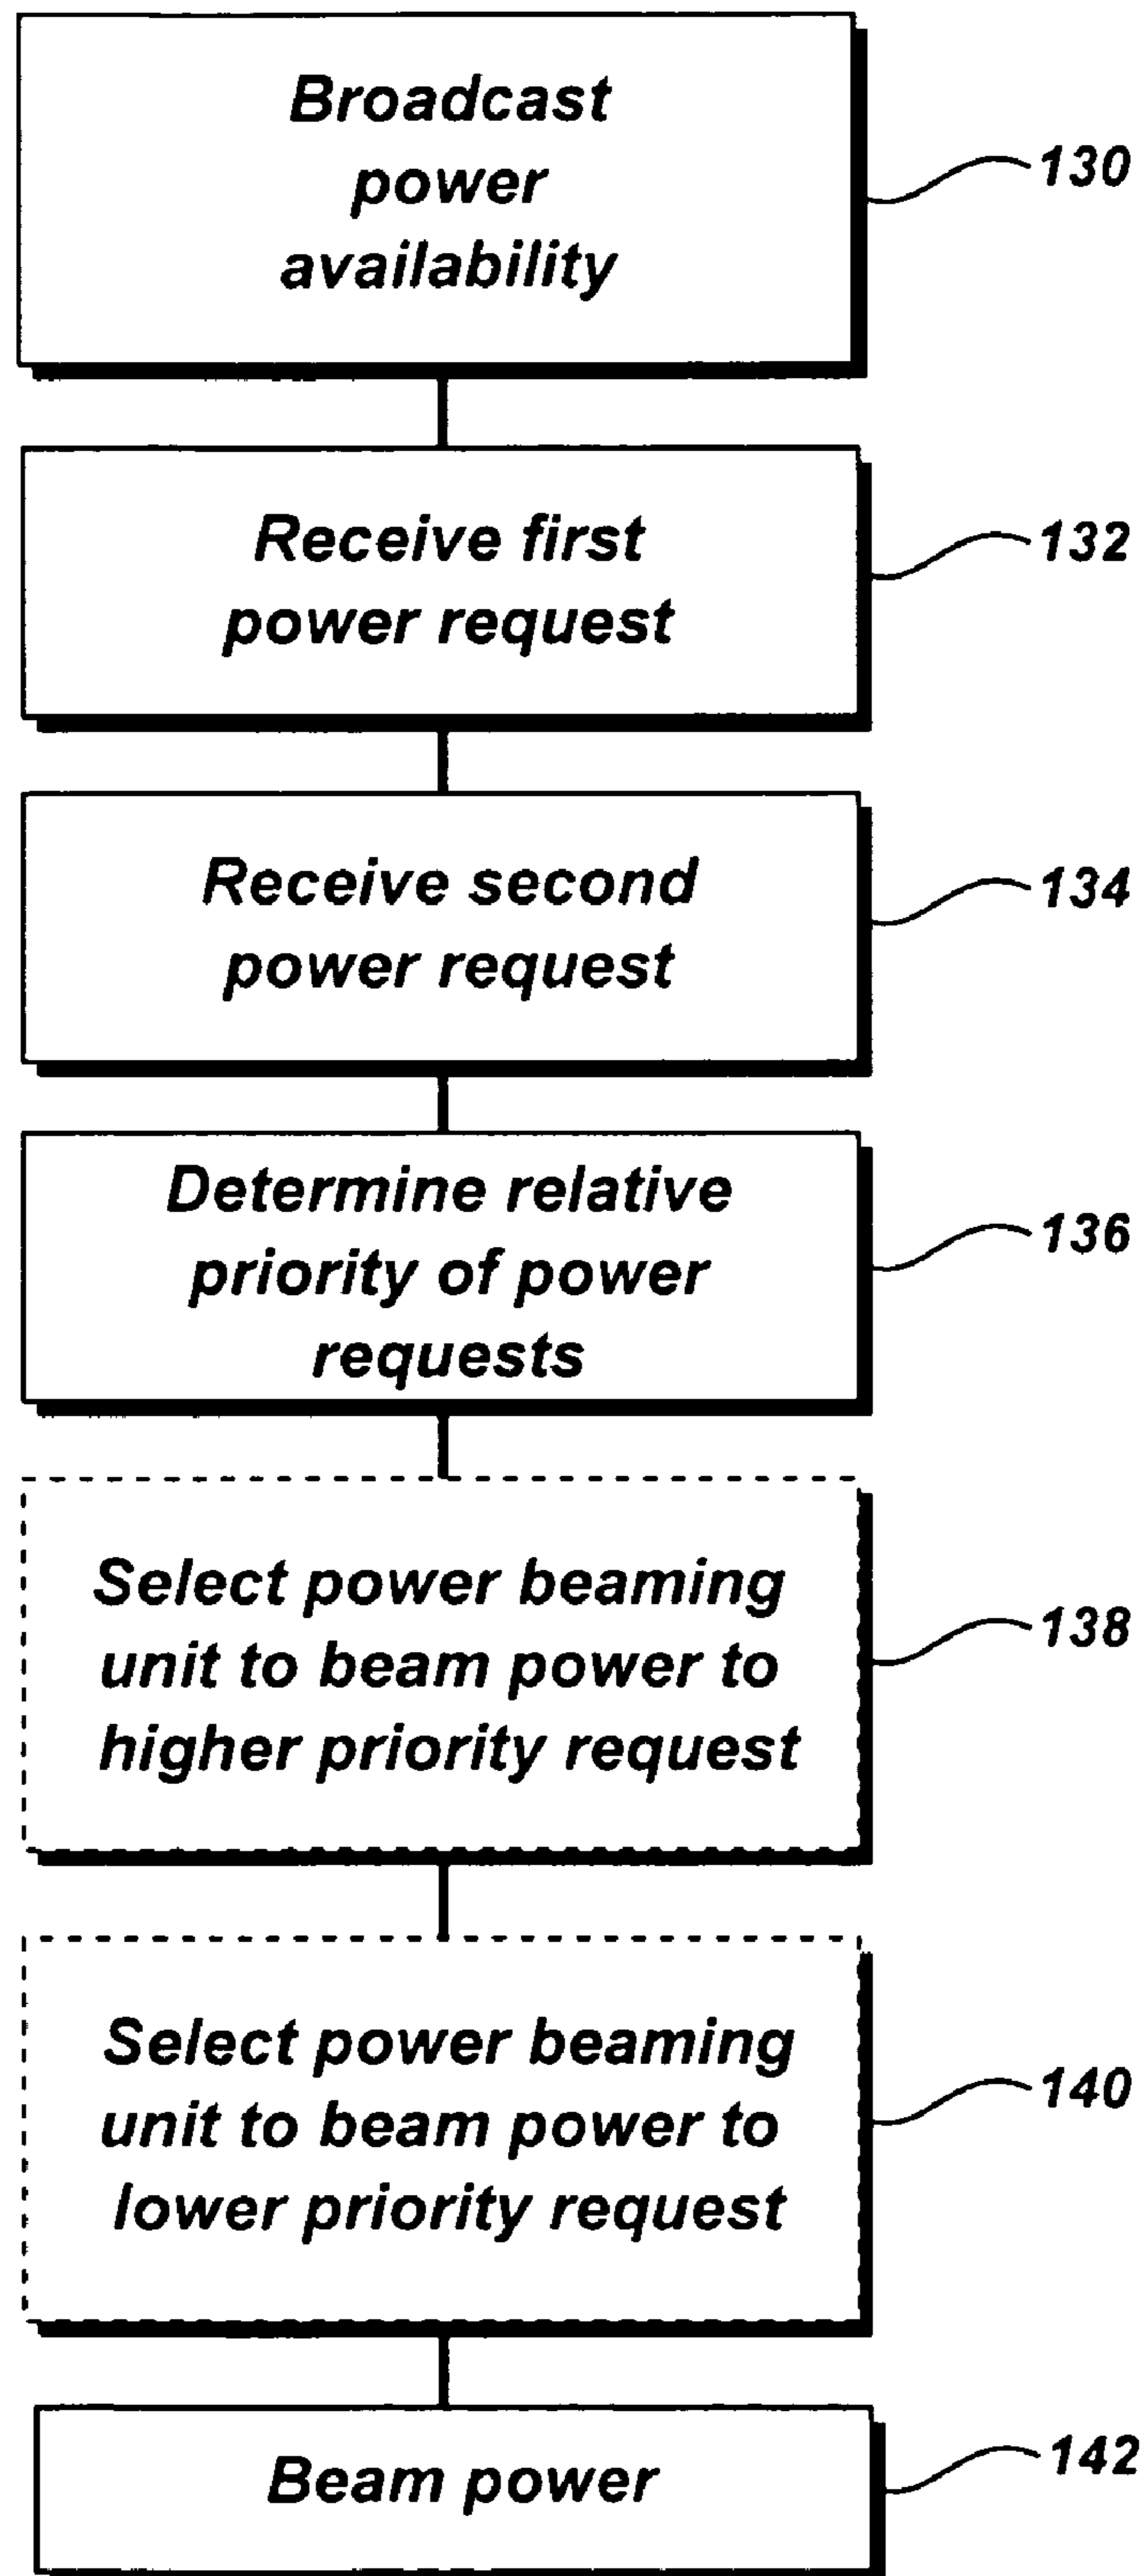 Broadcast
power
availability
130
Receive first
power request
132
Receive second
power request
134
Determine relative
priority of power
requests
136
Select power beaming
unit to beam power to
higher priority request
138
Select power beaming
unit to beam power to
lower priority request
140
Beam power
142